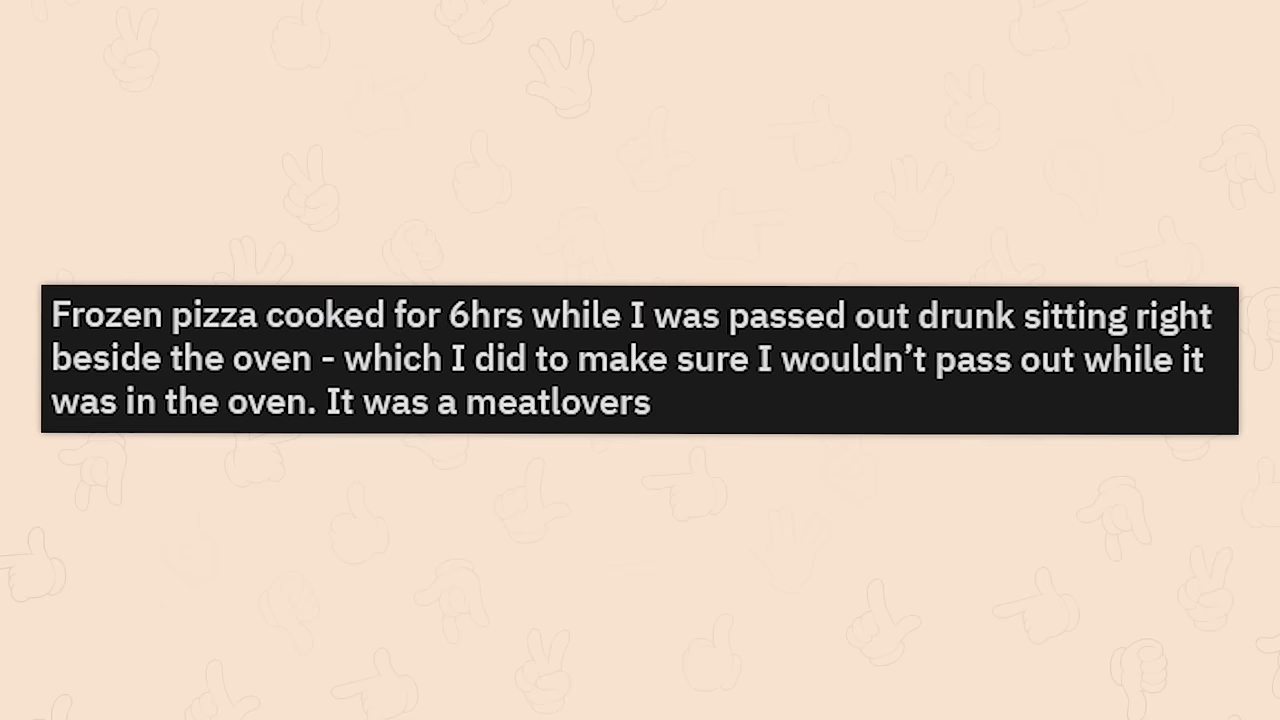 Frozen pizza cooked for 6hrs while I was passed out drunk sitting right
beside the oven - which I did to make sure I wouldn’t pass out while it
was in the oven. It was a meatlovers